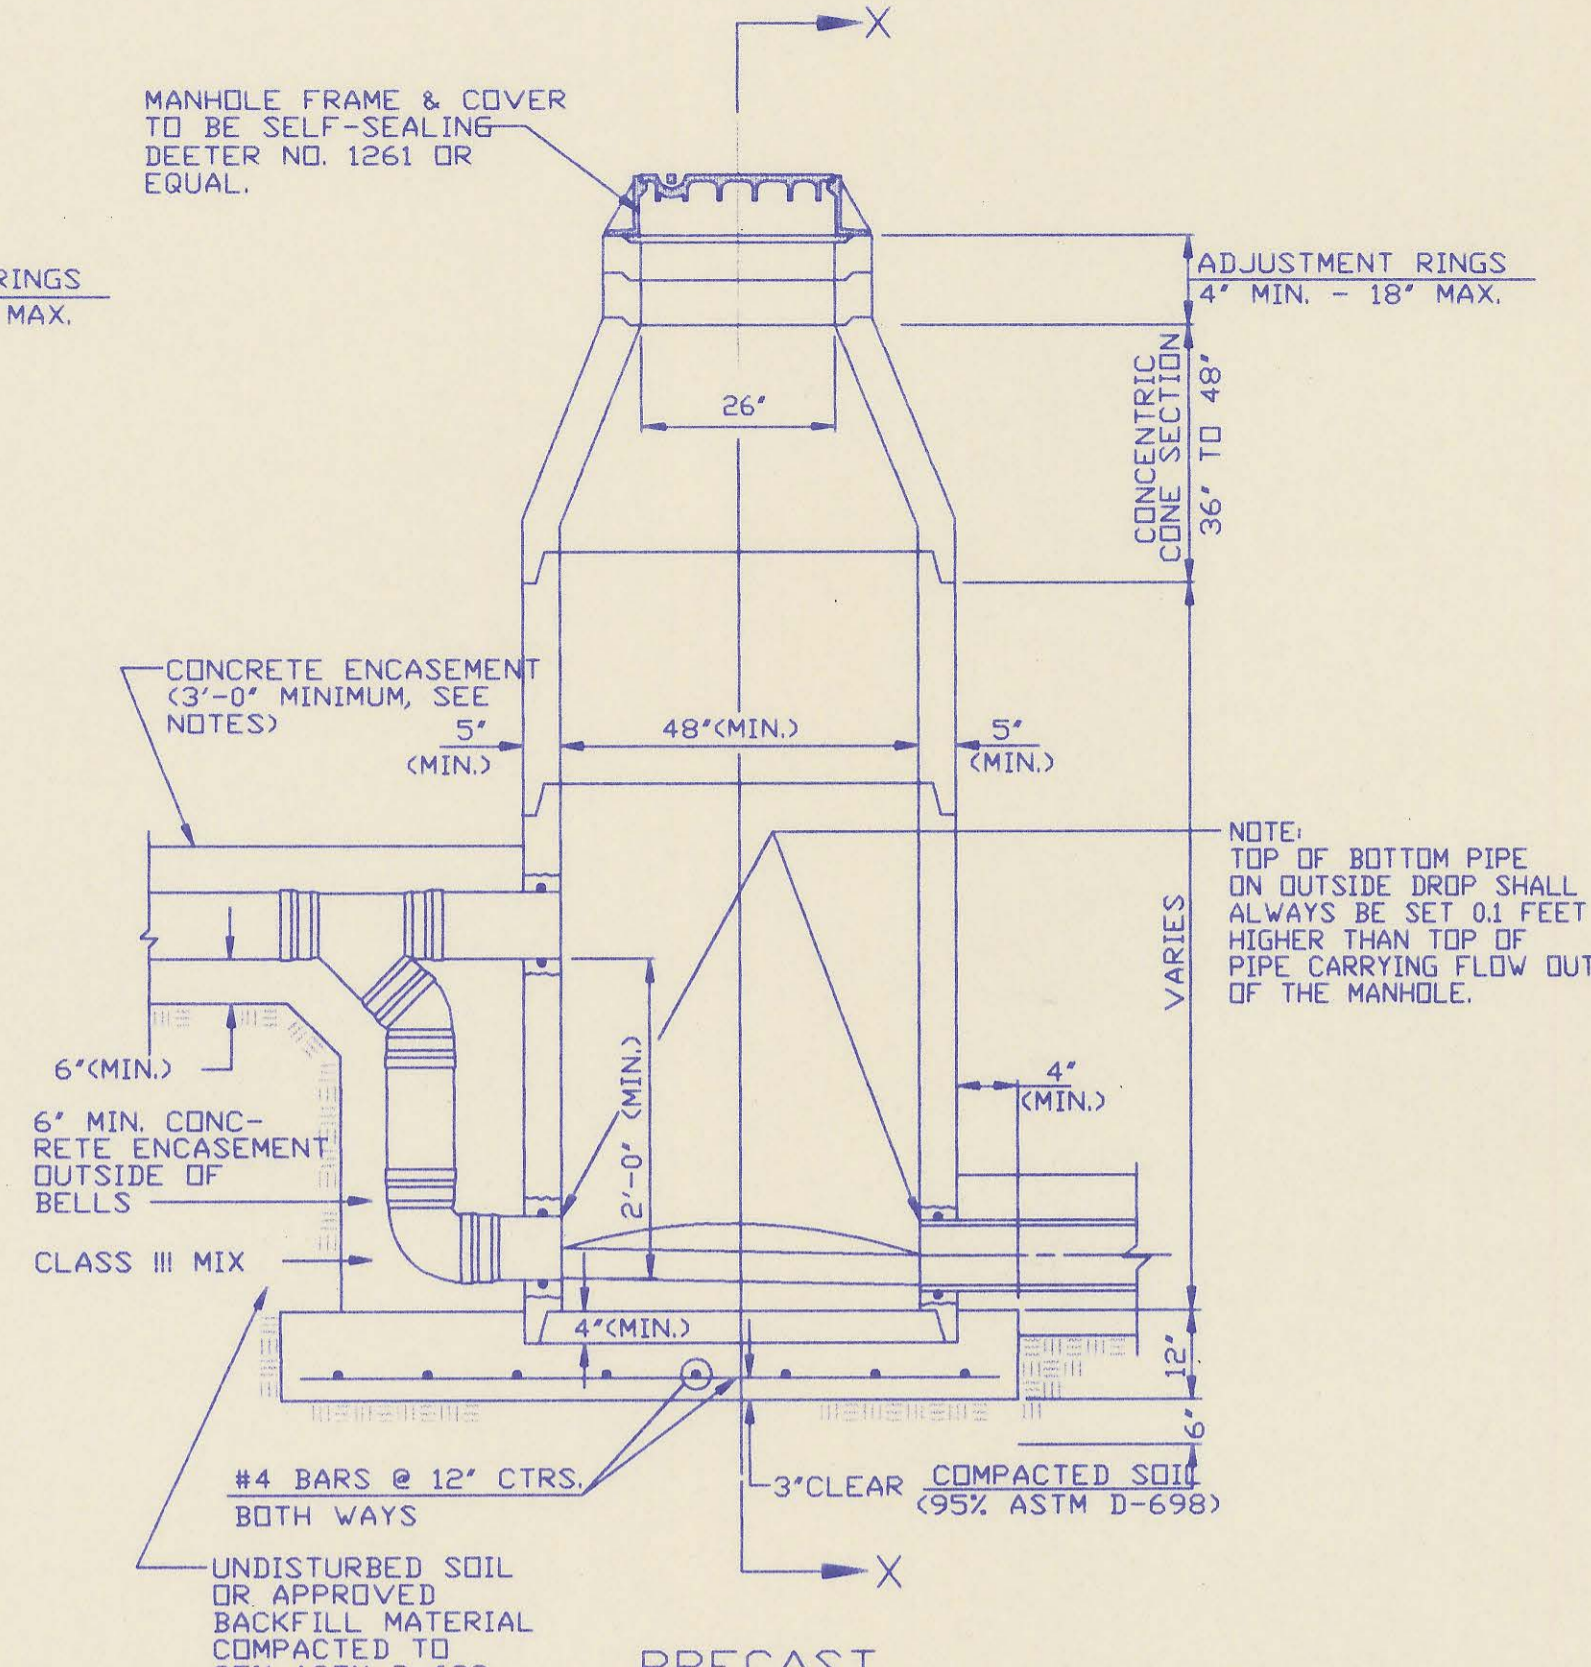 X
MANHOLE FRAME & COVER
TO BE SELF-SEALING
DEETER NO. 1261 OR
EQUAL.
RINGS
MAX.
ADJUSTMENT RINGS
4" MIN. - 18" MAX.
CONCENTRIC
CONE SECTION
36" TO 48"
26"
CONCRETE ENCASEMENT
(3'-0" MINIMUM, SEE
NOTES)
5"
(MIN.)
48"(MIN.)
5"
(MIN.)
NOTE:
TOP OF BOTTOM PIPE
ON OUTSIDE DROP SHALL
ALWAYS BE SET 0.1 FEET
HIGHER THAN TOP OF
PIPE CARRYING FLOW OUT
OF THE MANHOLE.
VARIES
6"(MIN.)
2'-0" (MIN.)
4"
(MIN.)
6" MIN. CONC-
RETE ENCASEMENT
OUTSIDE OF
BELLS
CLASS III MIX
4"(MIN.)
12"
6"
#4 BARS @ 12" CTRS.
BOTH WAYS
3"CLEAR
COMPACTED SOIL
(95% ASTM D-698)
X
UNDISTURBED SOIL
OR APPROVED
BACKFILL MATERIAL
COMPACTED TO
PRECAST